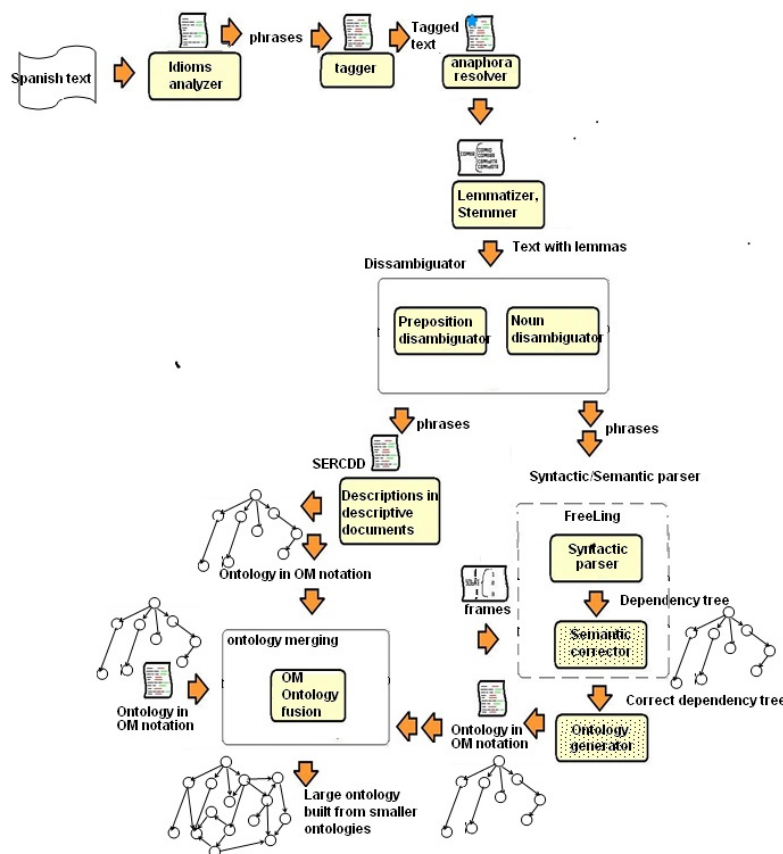 Spanish text
Idioms
analyzer
phrases
tagger
Tagged
text
anaphora
resolver
Lemmatizer,
Stemmer
Text with lemmas
Dissambiguator
Preposition
disambiguator
Noun
disambiguator
phrases
phrases
SERCDD
Syntactic/Semantic parser
Descriptions in
descriptive
documents
FreeLing
Syntactic
parser
Ontology in OM notation
frames
Dependency tree
Semantic
corrector
ontology merging
OM
Ontology
fusion
Ontology in
OM notation
Correct dependency tree
Ontology in
OM notation
Ontology
generator
Large ontology
built from smaller
ontologies